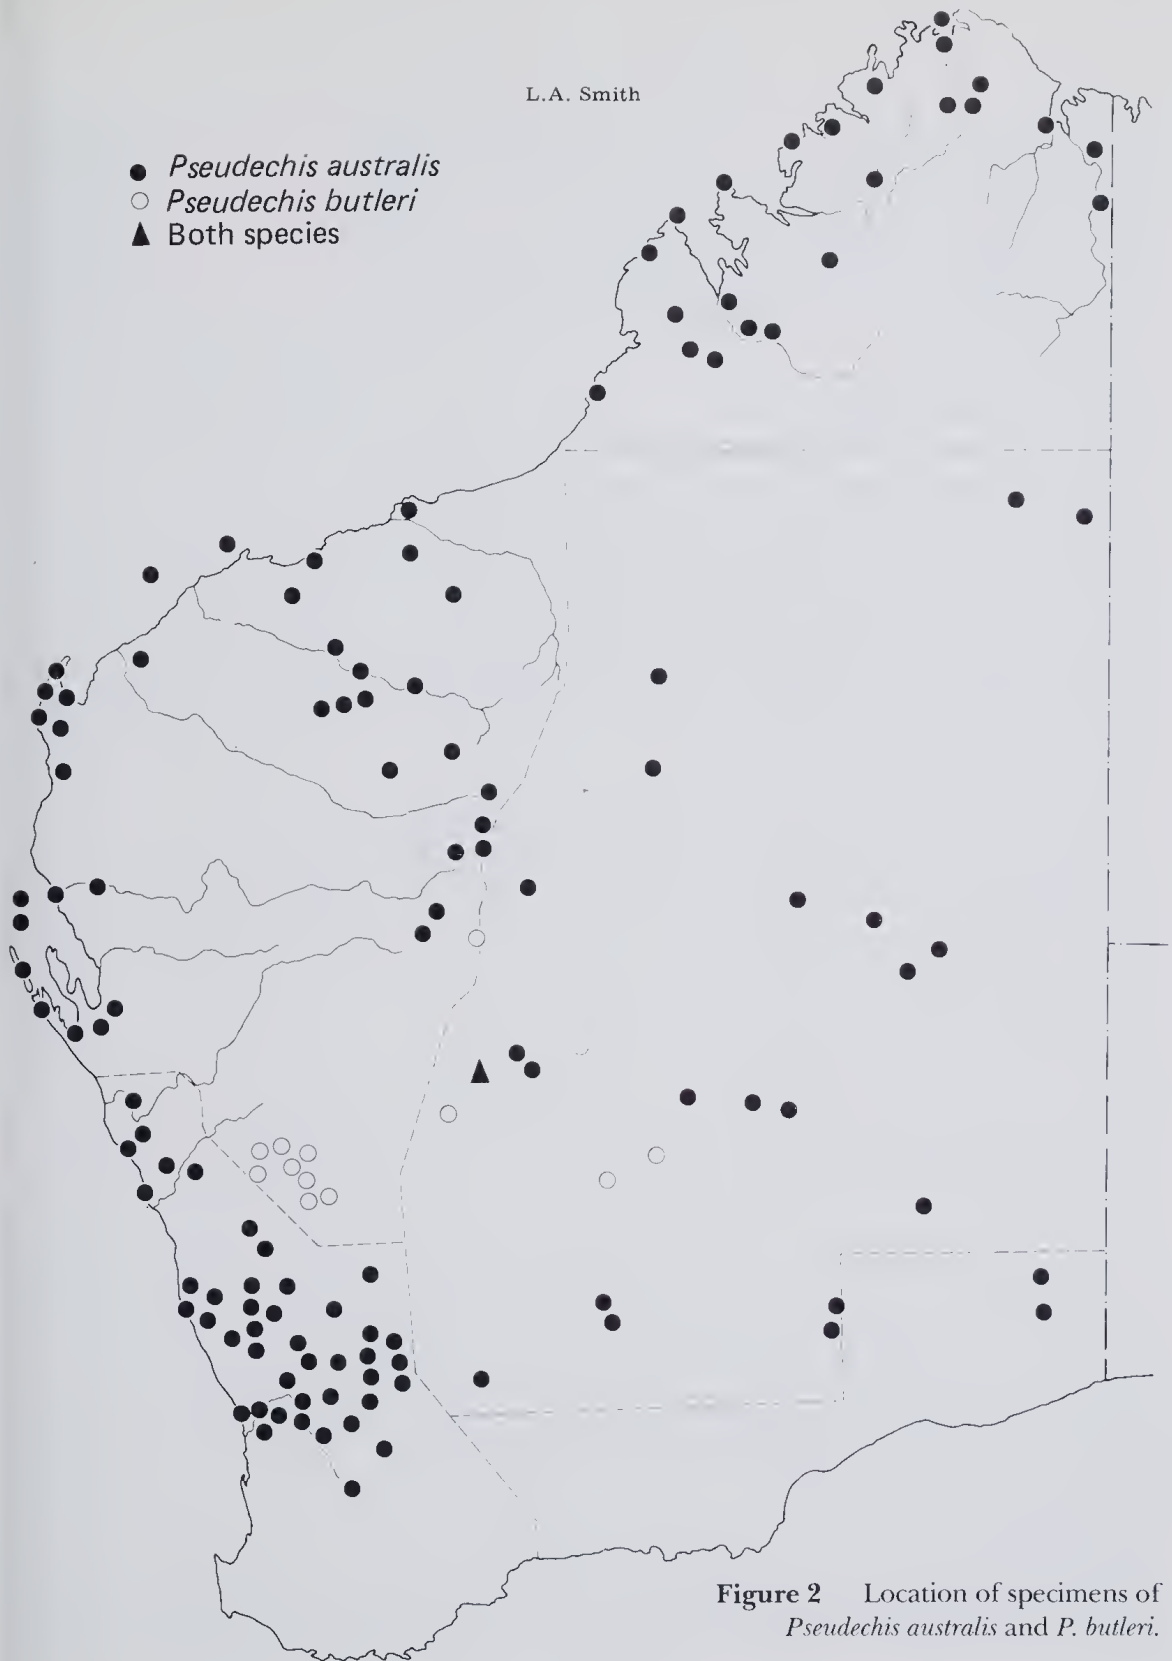 L.A. Smith
Pseudechis australis
Pseudechis butleri
Both species
Figure 2 Location of specimens of
Pseudechis australis and P. butleri.